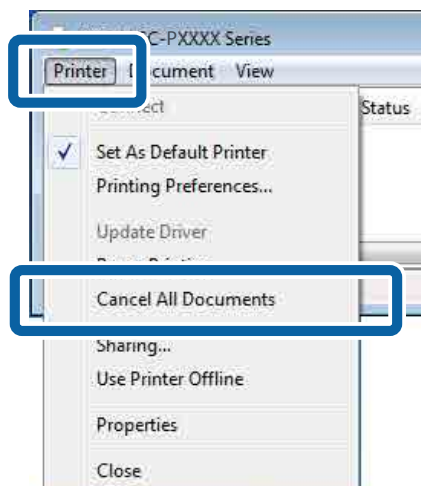 C-PXXXX Series
Printer Document View
Status
Set As Default Printer
Printing Preferences...
Update Driver
Cancel All Documents
Sharing...
Use Printer Offline
Properties
Close